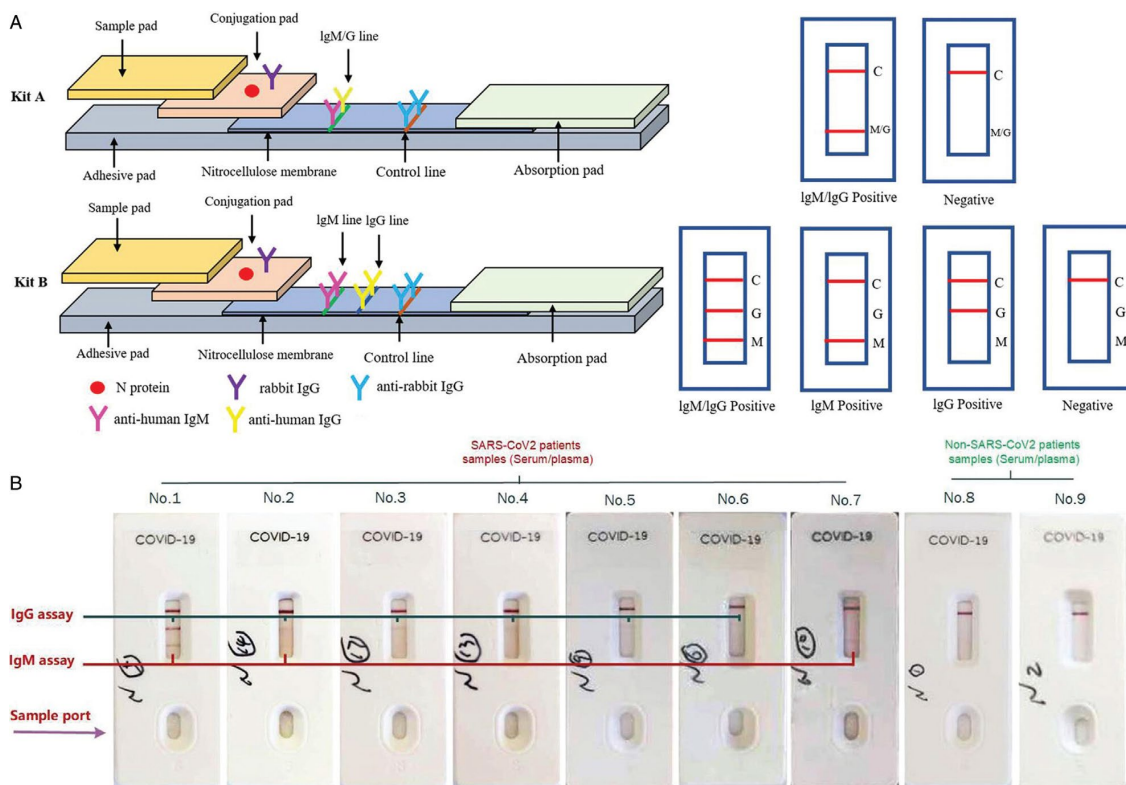 A
Sample pad
Conjugation pad
lgM/G line
Kit A
Adhesive pad
Nitrocellulose membrane
Control line
Absorption pad
C
M/G
lgM/lgG Positive
C
M/G
Negative
Sample pad
Conjugation pad
lgM line
lgG line
Kit B
Adhesive pad
Nitrocellulose membrane
Control line
Absorption pad
C
G
M
lgM/lgG Positive
C
G
M
lgM Positive
C
G
M
lgG Positive
C
G
M
Negative
N protein
rabbit IgG
anti-rabbit IgG
anti-human IgM
anti-human IgG
B
SARS-CoV2 patients
samples (Serum/plasma)
Non-SARS-CoV2 patients
samples (Serum/plasma)
No.1 No.2 No.3 No.4 No.5 No.6 No.7 No.8 No.9
COVID-19 COVID-19 COVID-19 COVID-19 COVID-19 COVID-19 COVID-19 COVID-19 COVID-19
IgG assay
IgM assay
Sample port